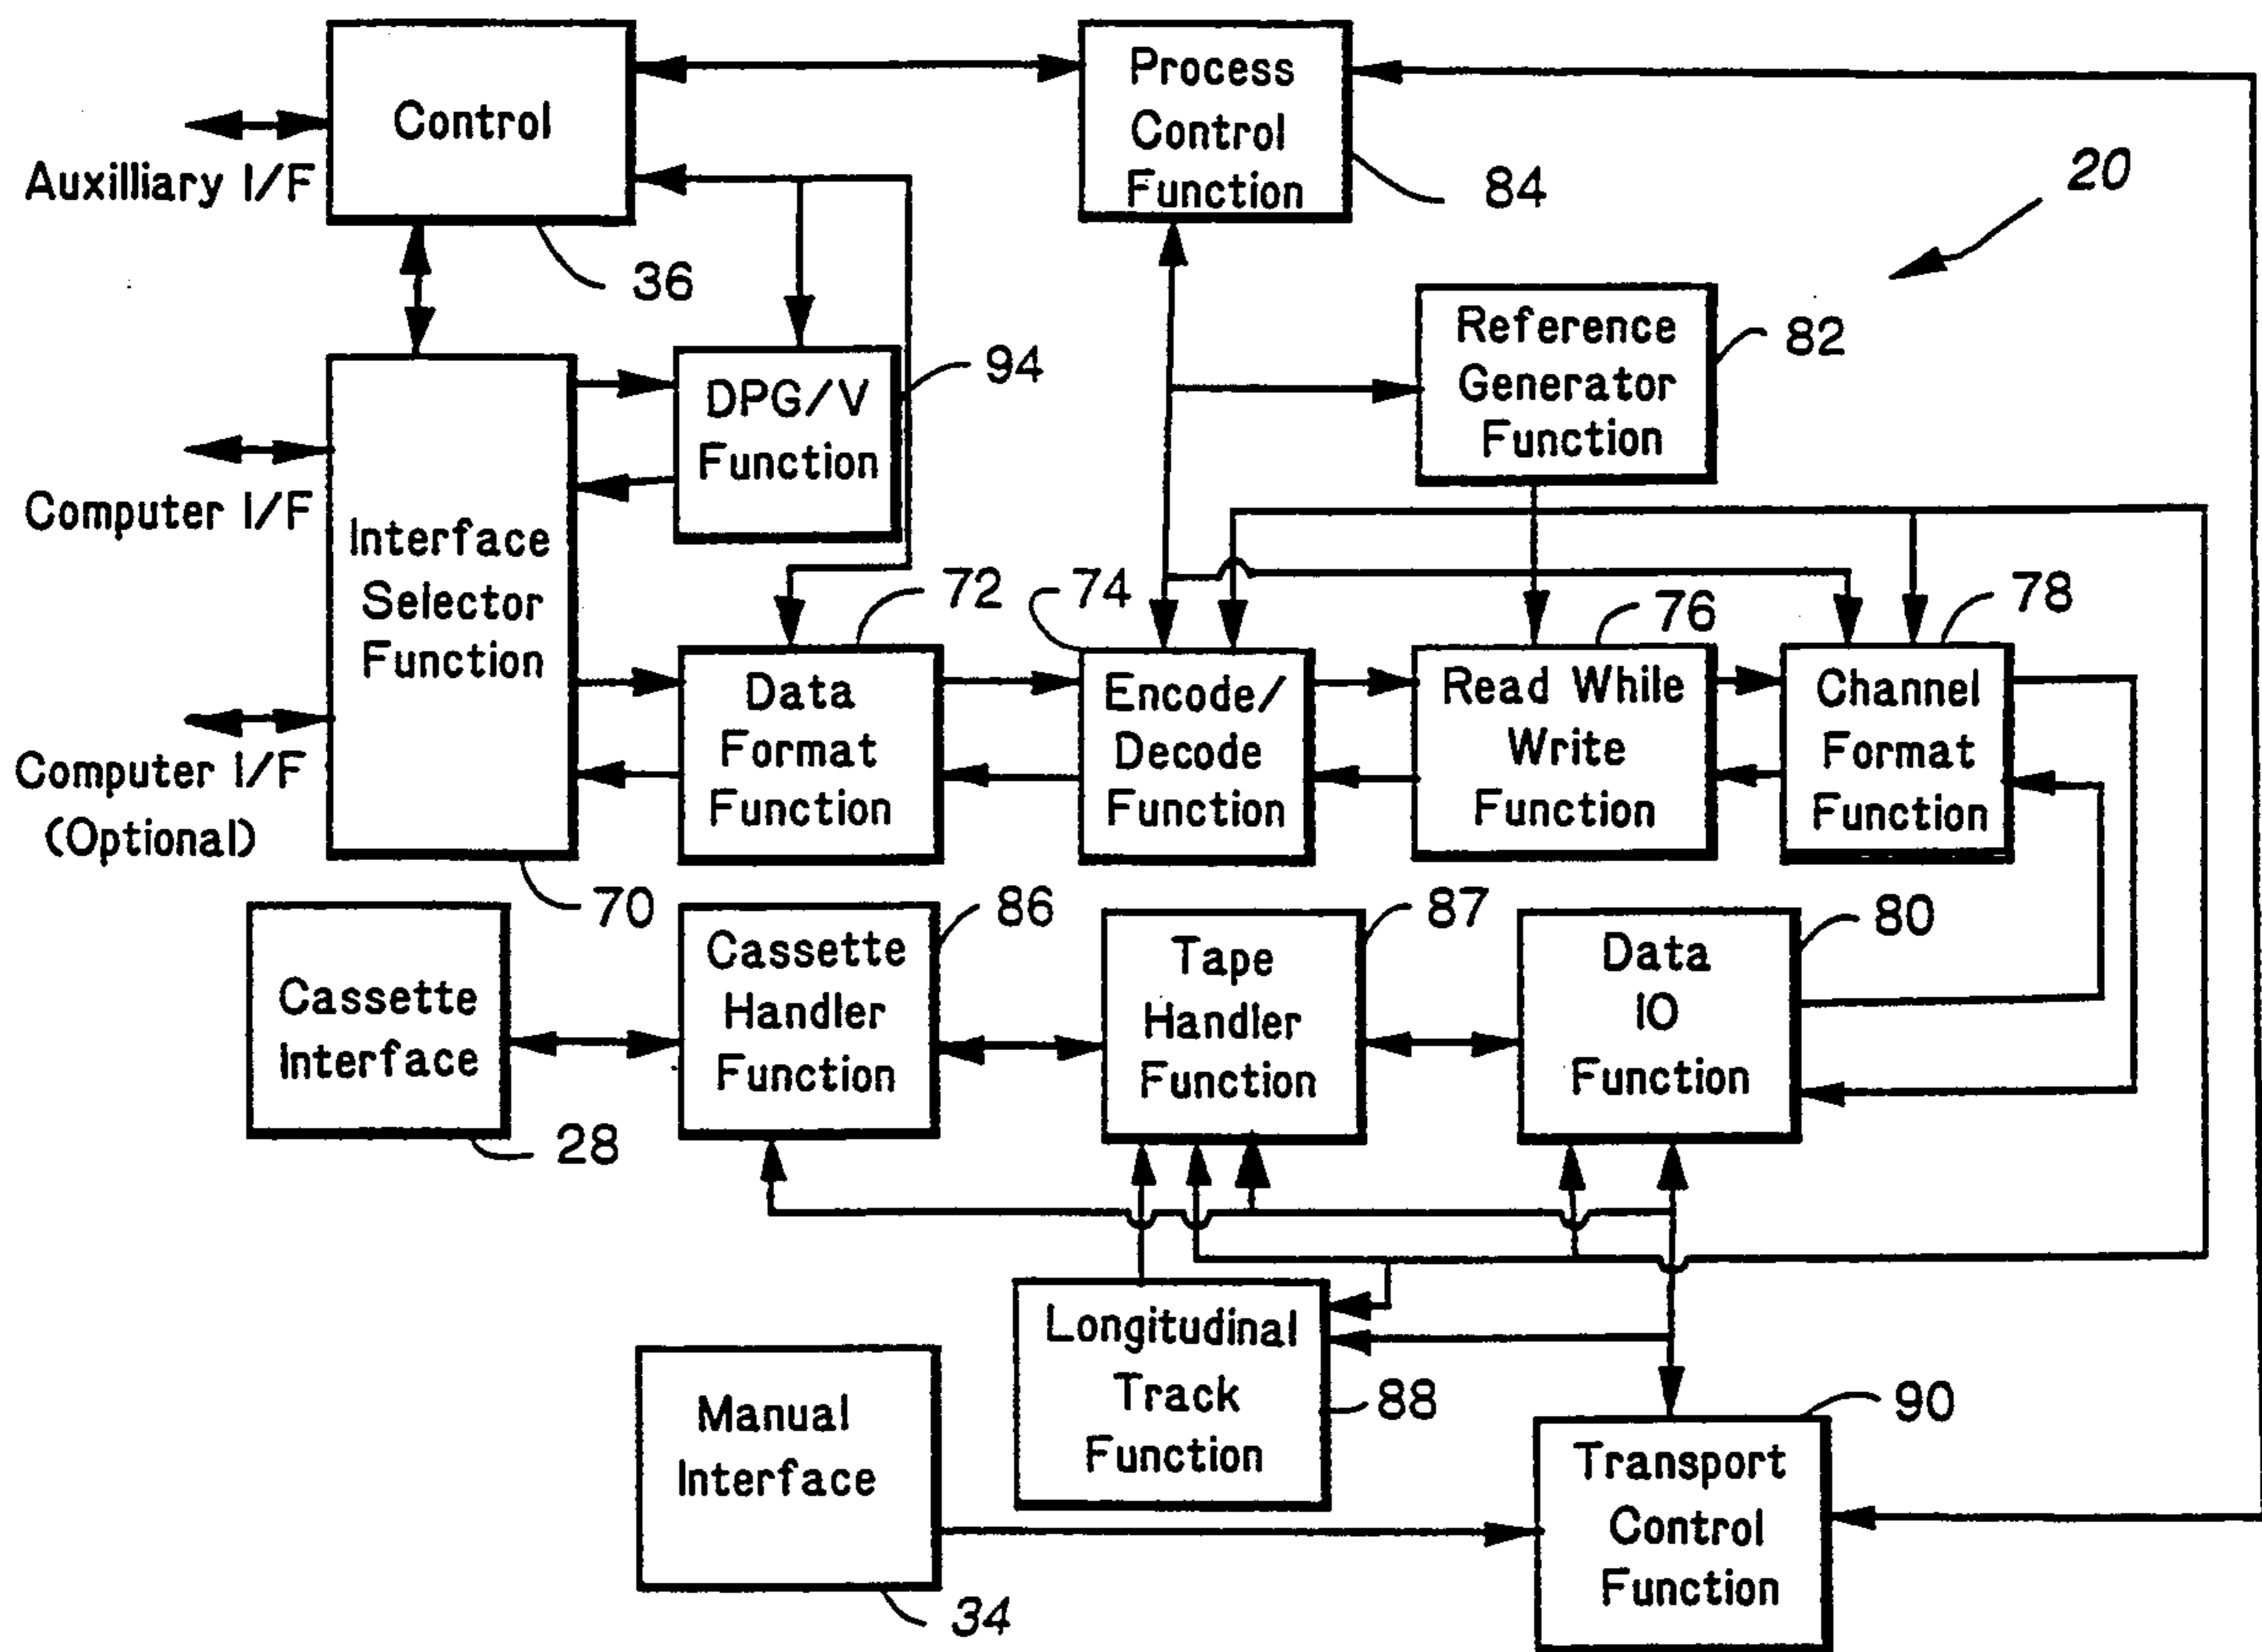 Control
Auxilliary I/F
36
Process
Control
Function
84
20
Reference
Generator
Function
82
DPG/V
Function
94
Computer I/F
Interface
Selector
Function
Computer I/F
(Optional)
70
Data
Format
Function
72
Encode/
Decode
Function
74
Read While
Write
Function
76
Channel
Format
Function
78
Cassette
Interface
28
Cassette
Handler
Function
86
Tape
Handler
Function
87
Data
IO
Function
80
Longitudinal
Track
Function
88
Manual
Interface
34
Transport
Control
Function
90